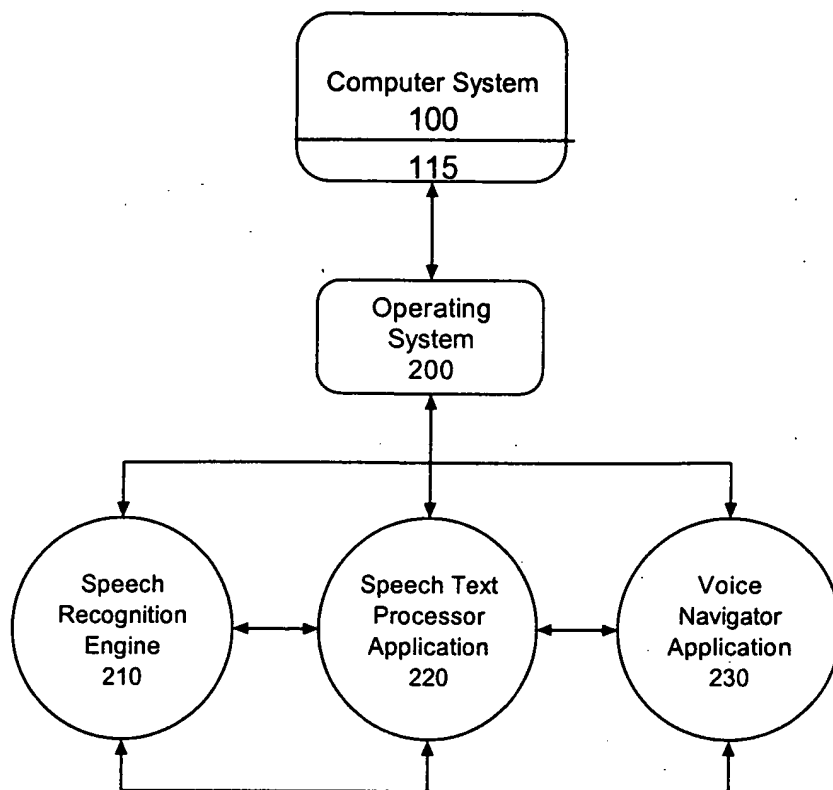 Computer System
100
115
Operating
System
200
Speech
Recognition
Engine
210
Speech Text
Processor
Application
220
Voice
Navigator
Application
230